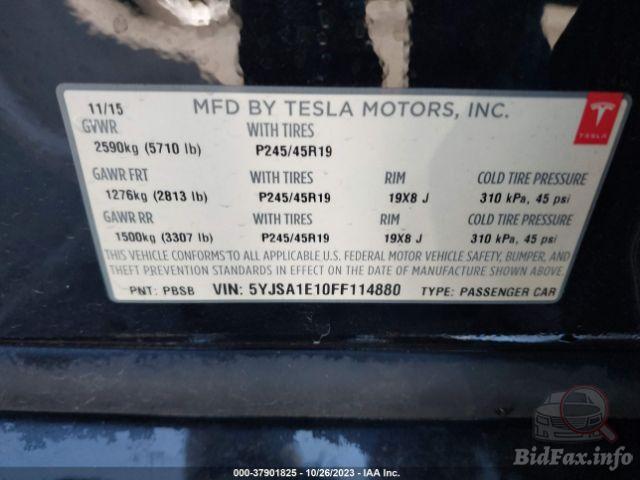 11/15 MFD BY TESLA MOTORS, INC.
TESLA
GVWR WITH TIRES
2590kg (5710 lb) P245/45R19
GAWR FRT WITH TIRES RIM COLD TIRE PRESSURE
1276kg (2813 lb) P245/45R19 19X8 J 310 kPa, 45 psi
GAWR RR WITH TIRES RIM COLD TIRE PRESSURE
1500kg (3307 lb) P245/45R19 19X8 J 310 kPa, 45 psi
THIS VEHICLE CONFORMS TO ALL APPLICABLE U.S. FEDERAL MOTOR VEHICLE SAFETY, BUMPER, AND
THEFT PREVENTION STANDARDS IN EFFECT ON THE DATE OF MANUFACTURE SHOWN ABOVE.
PNT: PBSB VIN: 5YJSA1E10FF114880 TYPE: PASSENGER CAR
BidFax.info
000-37901825 - 10/26/2023 - IAA Inc.